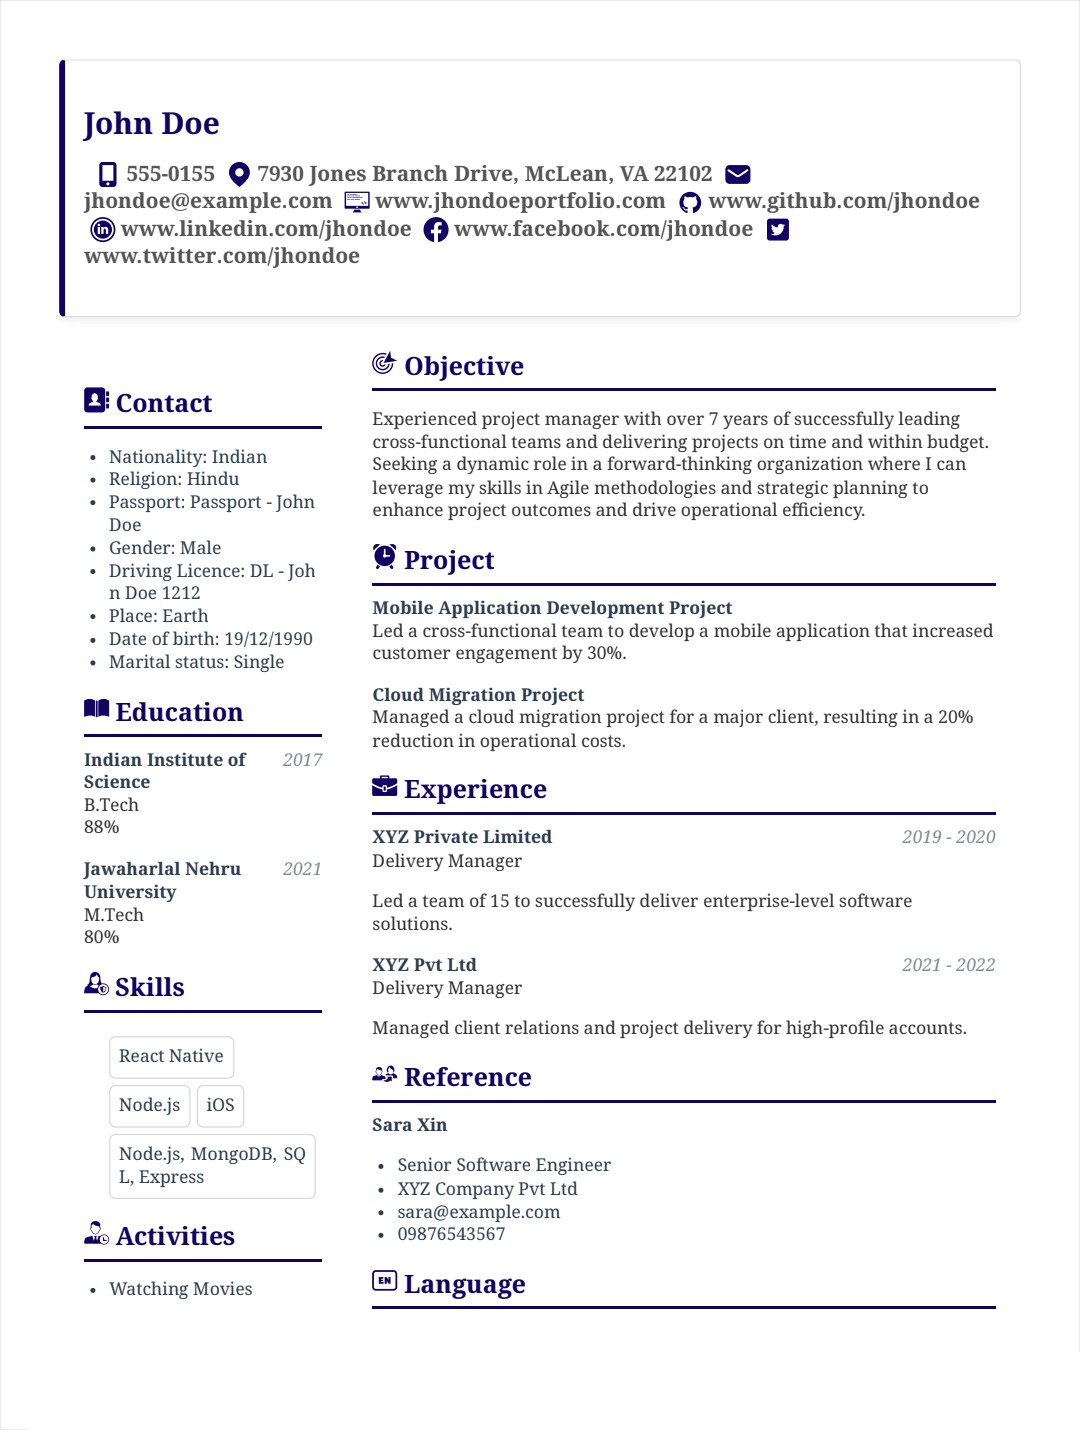 John Doe
555-0155 7930 Jones Branch Drive, McLean, VA 22102
jhondoe@example.com www.jhondoeportfolio.com www.github.com/jhondoe
www.linkedin.com/jhondoe www.facebook.com/jhondoe
www.twitter.com/jhondoe
Contact
• Nationality: Indian
• Religion: Hindu
• Passport: Passport - John
Doe
• Gender: Male
• Driving Licence: DL - Joh
n Doe 1212
• Place: Earth
• Date of birth: 19/12/1990
• Marital status: Single
Education
Indian Institute of 2017
Science
B.Tech
88%
Jawaharlal Nehru 2021
University
M.Tech
80%
Skills
React Native
Node.js iOS
Node.js, MongoDB, SQ
L, Express
Activities
• Watching Movies
Objective
Experienced project manager with over 7 years of successfully leading
cross-functional teams and delivering projects on time and within budget.
Seeking a dynamic role in a forward-thinking organization where I can
leverage my skills in Agile methodologies and strategic planning to
enhance project outcomes and drive operational efficiency.
Project
Mobile Application Development Project
Led a cross-functional team to develop a mobile application that increased
customer engagement by 30%.
Cloud Migration Project
Managed a cloud migration project for a major client, resulting in a 20%
reduction in operational costs.
Experience
XYZ Private Limited 2019 - 2020
Delivery Manager
Led a team of 15 to successfully deliver enterprise-level software
solutions.
XYZ Pvt Ltd 2021 - 2022
Delivery Manager
Managed client relations and project delivery for high-profile accounts.
Reference
Sara Xin
• Senior Software Engineer
• XYZ Company Pvt Ltd
• sara@example.com
• 09876543567
EN Language